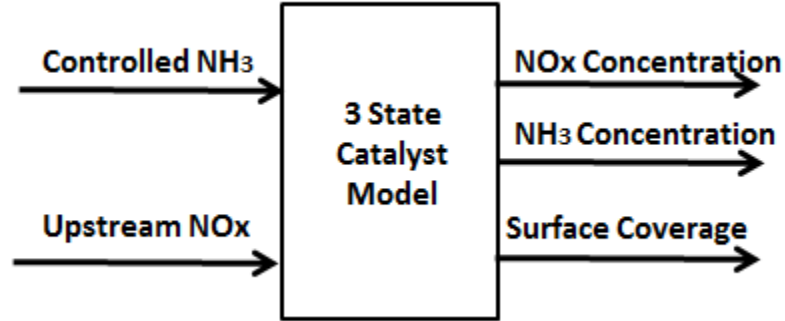 Controlled NH3
Upstream NOx
3 State
Catalyst
Model
NOx Concentration
NH3 Concentration
Surface Coverage